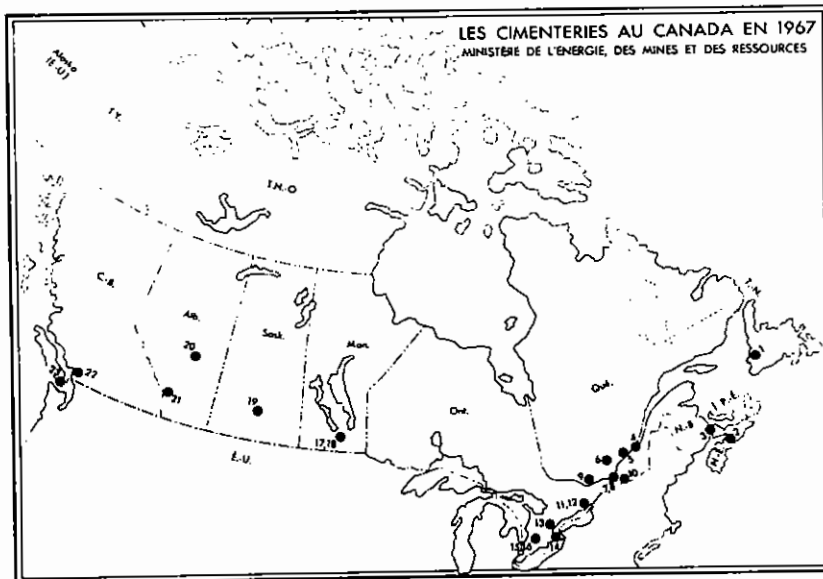 LES CIMENTERIES AU CANADA EN 1967
MINISTÈRE DE L'ÉNERGIE, DES MINES ET DES RESSOURCES
Alaska
(É.-U.)
T.Y.
T.N.-O
C.-B.
Alb.
Sask.
Man.
Ont.
Qué.
T.-N.
Î. P.-É.
N.-B
N.-É.
É.-U.
1
2
3
4
5
6
7,8
9
10
11,12
13
14
17,18
19
20
21
22
23